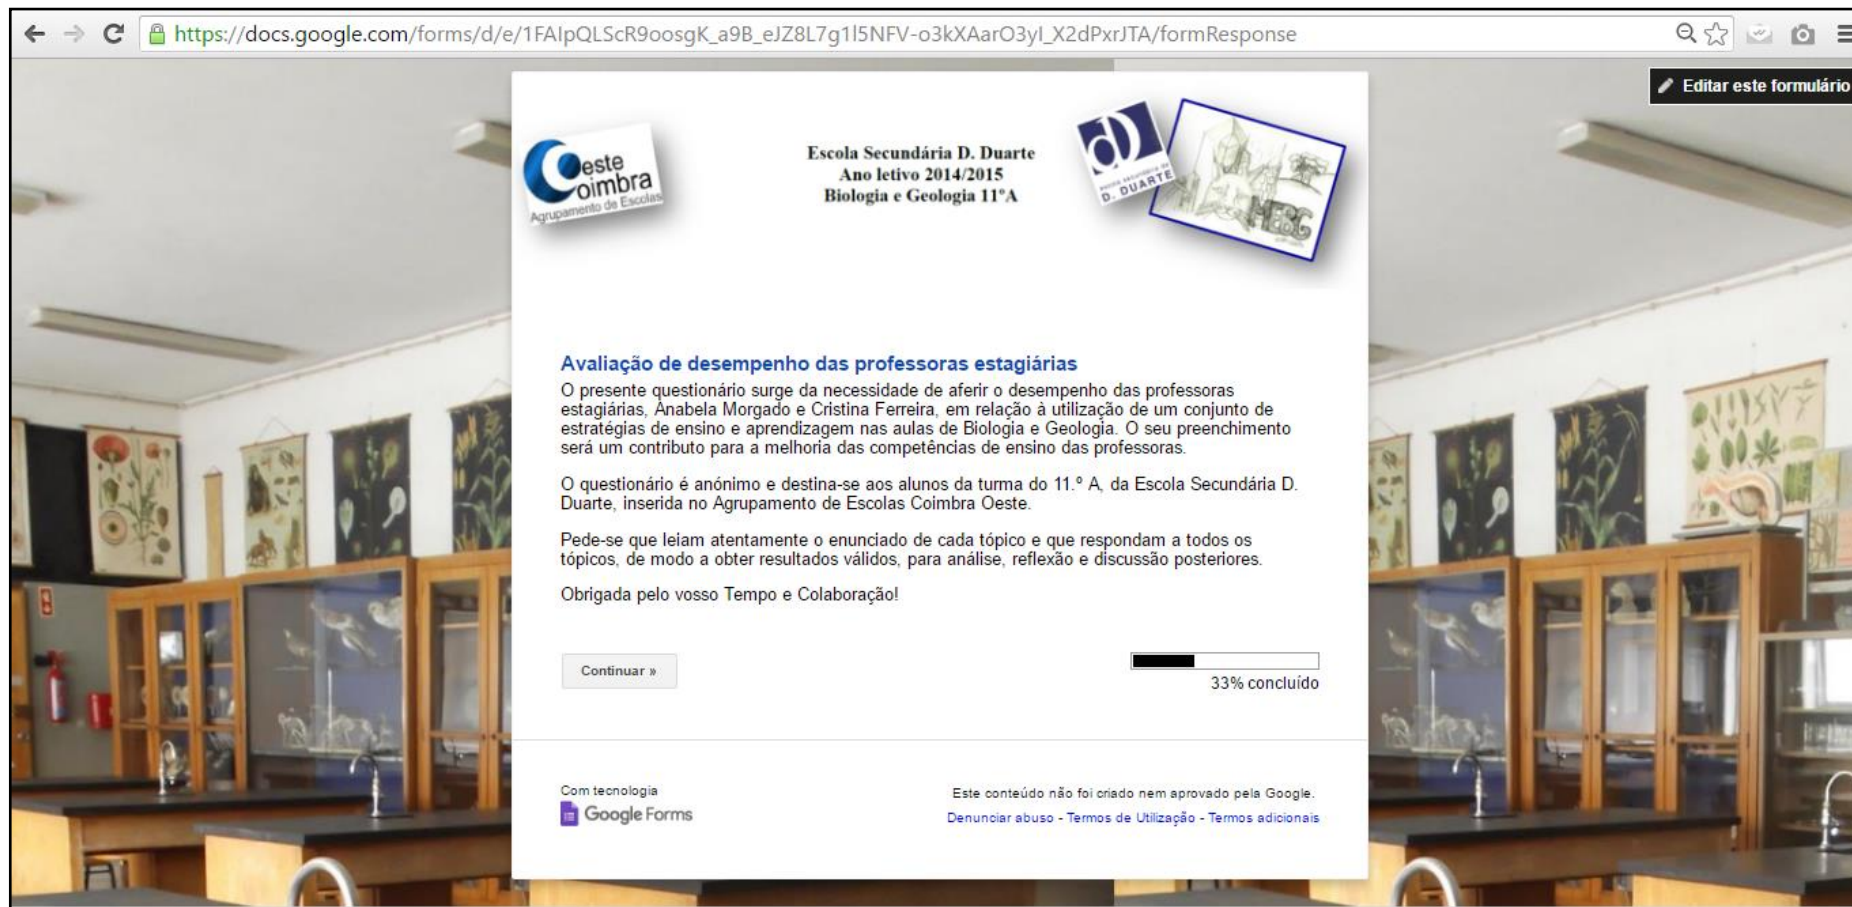 https://docs.google.com/forms/d/e/1FAIpQLScR9oosgK_a9B_eJZ8L7g1l5NFV-o3kXAarO3yI_X2dPxrJTA/formResponse
Editar este formulário
Oeste
Coimbra
Agrupamento de Escolas
Escola Secundária D. Duarte
Ano letivo 2014/2015
Biologia e Geologia 11ºA
escola secundária de
D. DUARTE
MEBG
Avaliação de desempenho das professoras estagiárias
O presente questionário surge da necessidade de aferir o desempenho das professoras
estagiárias, Anabela Morgado e Cristina Ferreira, em relação à utilização de um conjunto de
estratégias de ensino e aprendizagem nas aulas de Biologia e Geologia. O seu preenchimento
será um contributo para a melhoria das competências de ensino das professoras.
O questionário é anónimo e destina-se aos alunos da turma do 11.º A, da Escola Secundária D.
Duarte, inserida no Agrupamento de Escolas Coimbra Oeste.
Pede-se que leiam atentamente o enunciado de cada tópico e que respondam a todos os
tópicos, de modo a obter resultados válidos, para análise, reflexão e discussão posteriores.
Obrigada pelo vosso Tempo e Colaboração!
Continuar »
33% concluído
Com tecnologia
Google Forms
Este conteúdo não foi criado nem aprovado pela Google.
Denunciar abuso - Termos de Utilização - Termos adicionais